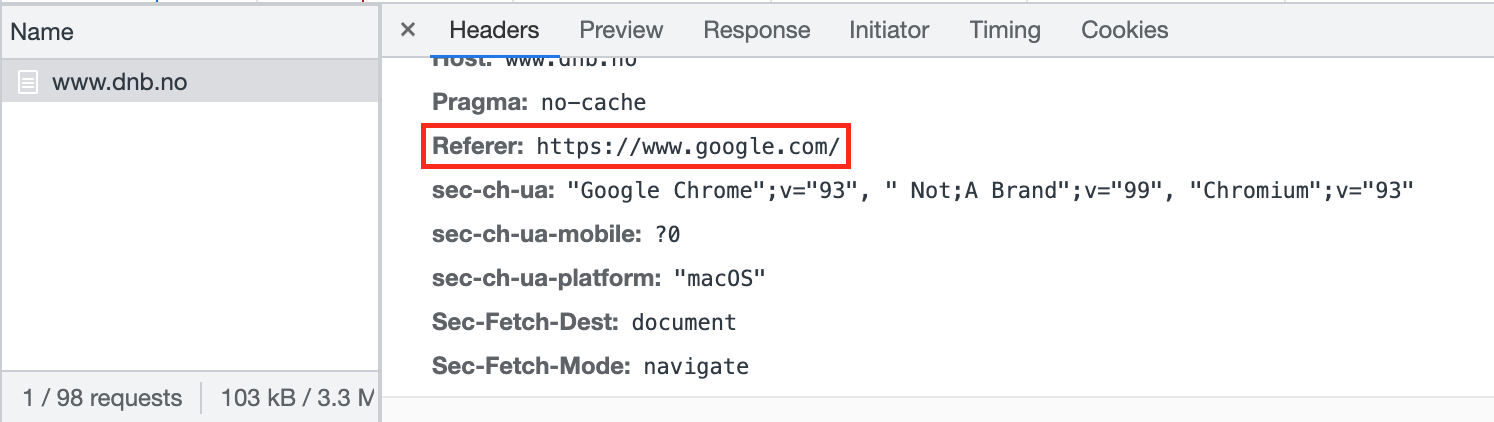 Name
www.dnb.no
1 / 98 requests
103 kB / 3.3 M
× Headers Preview Response Initiator Timing Cookies
Host: www.dnb.no
Pragma: no-cache
Referer: https://www.google.com/
sec-ch-ua: "Google Chrome";v="93", " Not;A Brand";v="99", "Chromium";v="93"
sec-ch-ua-mobile: ?0
sec-ch-ua-platform: "macOS"
Sec-Fetch-Dest: document
Sec-Fetch-Mode: navigate